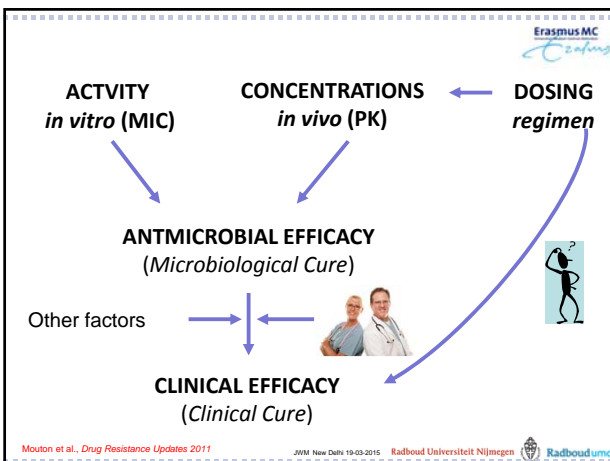 Erasmus MC
Erasmus
ACTVITY
in vitro (MIC)
CONCENTRATIONS
in vivo (PK)
DOSING
regimen
ANTMICROBIAL EFFICACY
(Microbiological Cure)
?
Other factors
CLINICAL EFFICACY
(Clinical Cure)
Mouton et al., Drug Resistance Updates 2011
JWM New Delhi 19-03-2015
Radboud Universiteit Nijmegen
Radboudumc